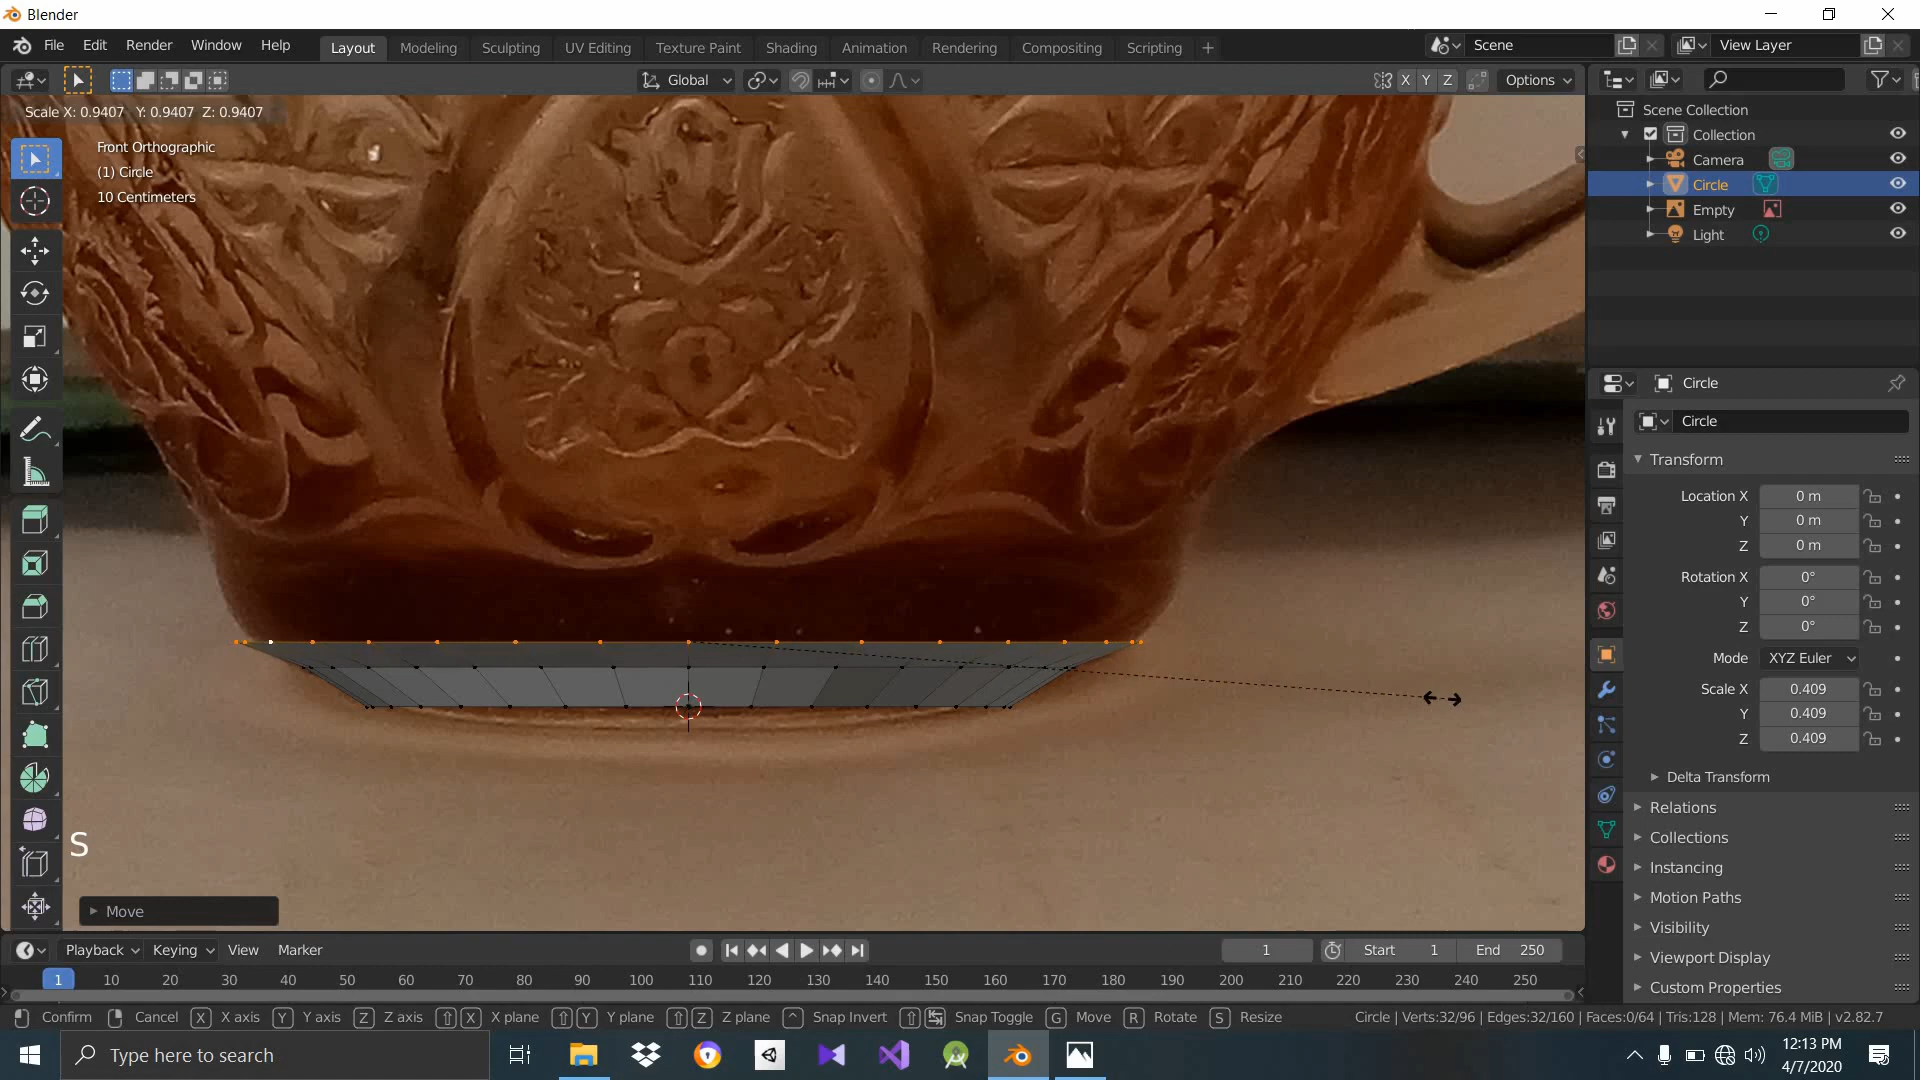 Blender
File Edit Render Window Help Layout Modeling Sculpting UV Editing Texture Paint Shading Animation Rendering Compositing Scripting + Scene View Layer
Global X Y Z Options
Scale X: 0.9407 Y: 0.9407 Z: 0.9407
Front Orthographic
(1) Circle
10 Centimeters
Scene Collection
Collection
Camera
Circle
Empty
Light
Circle
Circle
Transform
Location X 0 m
Y 0 m
Z 0 m
Rotation X 0°
Y 0°
Z 0°
Mode XYZ Euler
Scale X 0.409
Y 0.409
Z 0.409
Delta Transform
Relations
Collections
Instancing
Motion Paths
Visibility
Viewport Display
Custom Properties
S
Move
Playback Keying View Marker 1 Start 1 End 250
1 10 20 30 40 50 60 70 80 90 100 110 120 130 140 150 160 170 180 190 200 210 220 230 240 250
Confirm Cancel X X axis Y Y axis Z Z axis X X plane Y Y plane Z Z plane ^ Snap Invert Snap Toggle G Move R Rotate S Resize Circle | Verts:32/96 | Edges:32/160 | Faces:0/64 | Tris:128 | Mem: 76.4 MiB | v2.82.7
Type here to search
12:13 PM
4/7/2020